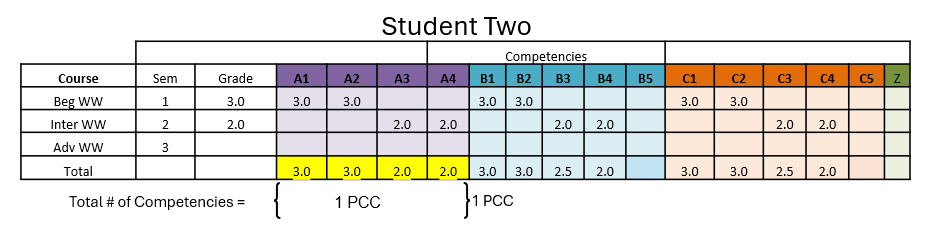 Student Two
Competencies
Course Sem Grade A1 A2 A3 A4 B1 B2 B3 B4 B5 C1 C2 C3 C4 C5 Z
Beg WW 1 3.0 3.0 3.0 3.0 3.0 3.0 3.0
Inter WW 2 2.0 2.0 2.0 2.0 2.0 2.0 2.0
Adv WW 3
Total 3.0 3.0 2.0 2.0 3.0 3.0 2.5 2.0 3.0 3.0 2.5 2.0
Total # of Competencies = { 1 PCC } 1 PCC